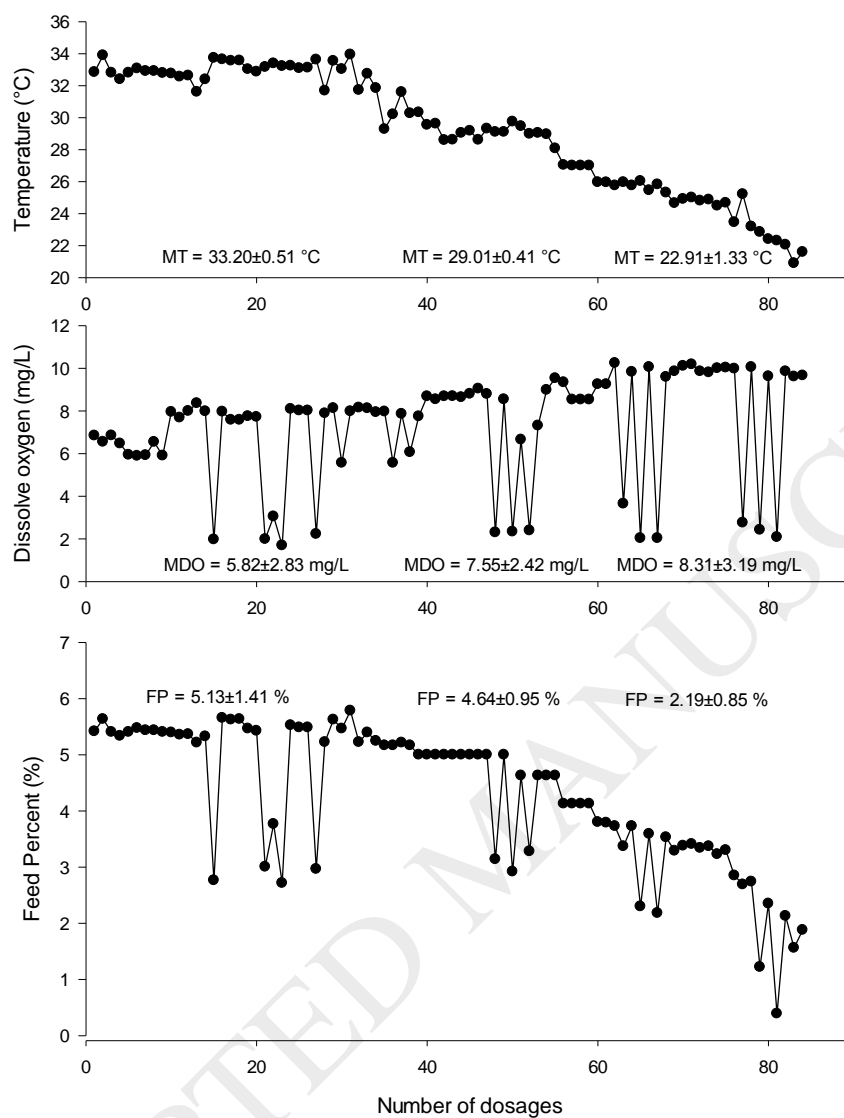 36
34
32
30
28
26
24
22
20
Temperature (°C)
MT = 33.20±0.51 °C
MT = 29.01±0.41 °C
MT = 22.91±1.33 °C
0
20
40
60
80
12
10
8
6
4
2
0
Dissolve oxygen (mg/L)
MDO = 5.82±2.83 mg/L
MDO = 7.55±2.42 mg/L
MDO = 8.31±3.19 mg/L
0
20
40
60
80
7
6
5
4
3
2
1
0
Feed Percent (%)
FP = 5.13±1.41 %
FP = 4.64±0.95 %
FP = 2.19±0.85 %
0
20
40
60
80
Number of dosages
TED MANUSC